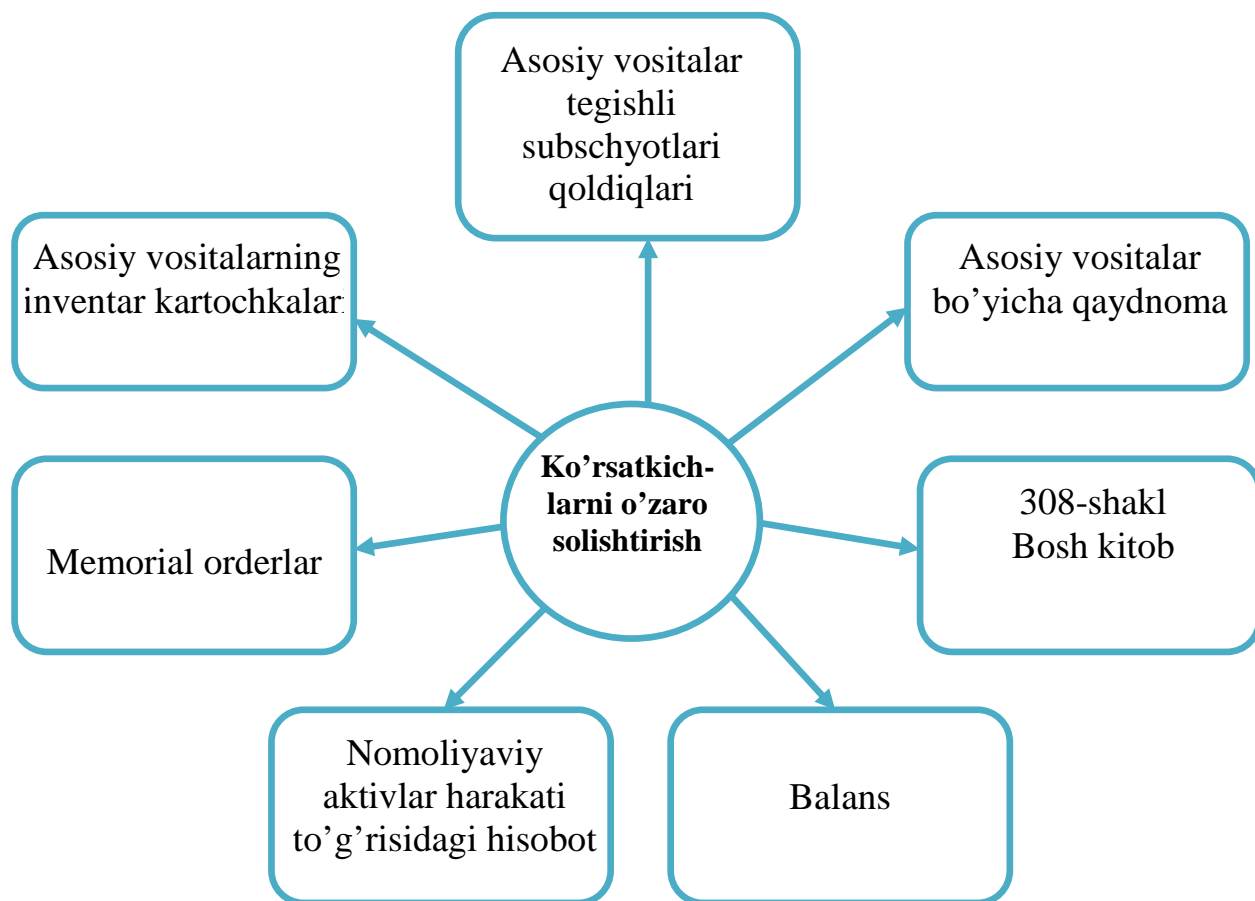 Asosiy vositalar
tegishli
subschyotlari
qoldiqlari
Asosiy vositalarning
inventar kartochkalari
Asosiy vositalar
bo’yicha qaydnoma
Ko’rsatkich-
larni o’zaro
solishtirish
Memorial orderlar
308-shakl
Bosh kitob
Nomoliyaviy
aktivlar harakati
to’g’risidagi hisobot
Balans